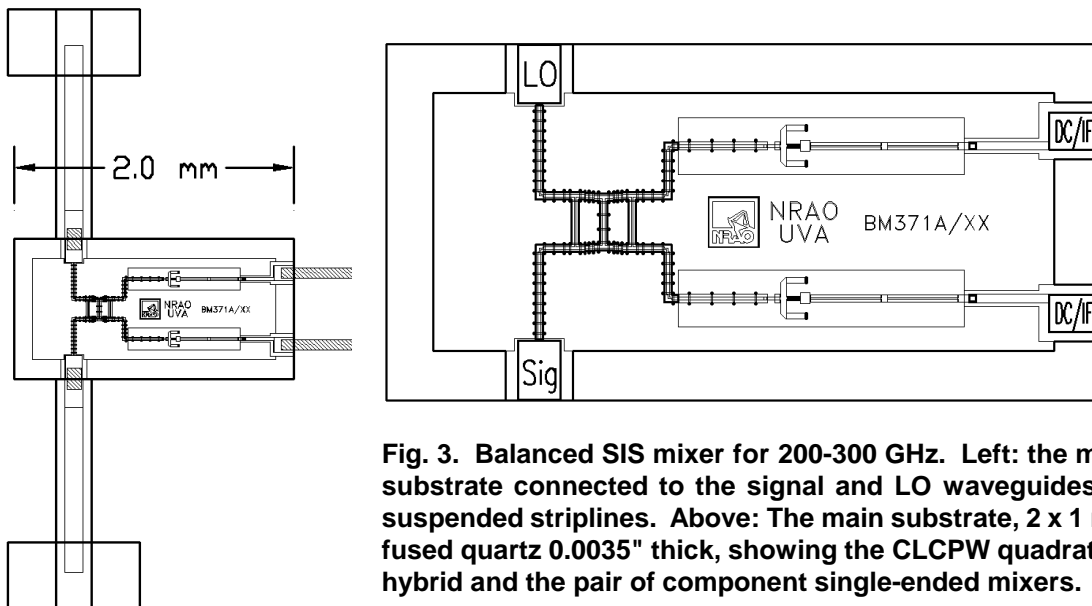 2.0 mm
NRAO
NRAO
UVA
BM371A/XX
LO
DC/IF
NRAO
NRAO
UVA
BM371A/XX
DC/IF
Sig
Fig. 3. Balanced SIS mixer for 200-300 GHz. Left: the
substrate connected to the signal and LO waveguides
suspended striplines. Above: The main substrate, 2 x 1
fused quartz 0.0035" thick, showing the CLCPW
hybrid and the pair of component single-ended mixers.